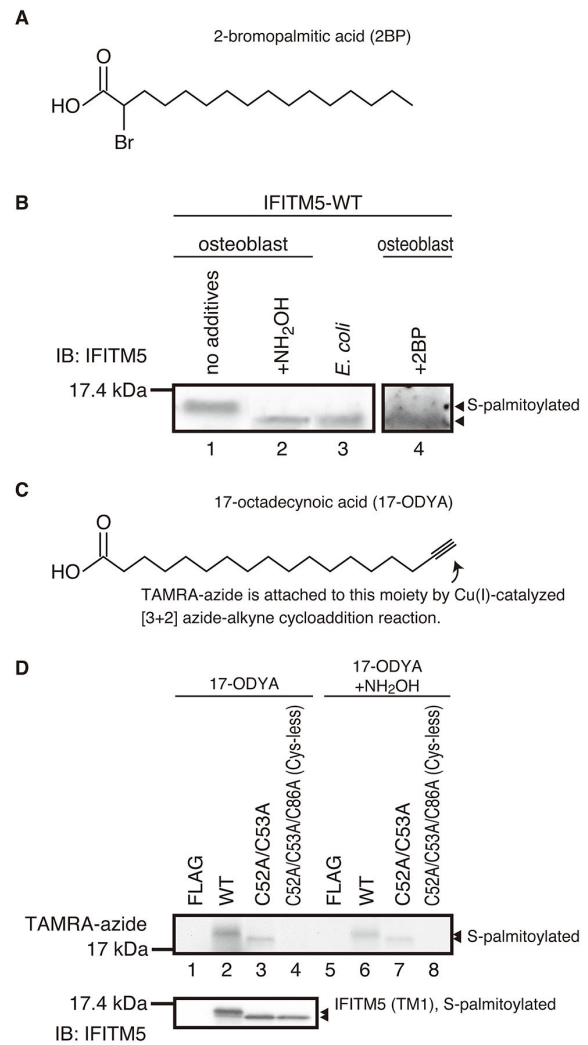 A
2-bromopalmitic acid (2BP)
O
HO
Br
B
IFITM5-WT
osteoblast
osteoblast
no additives
+NH2OH
E. coli
+2BP
IB: IFITM5
17.4 kDa
S-palmitoylated
1 2 3 4
C
17-octadecynoic acid (17-ODYA)
O
HO
TAMRA-azide is attached to this moiety by Cu(I)-catalyzed
[3+2] azide-alkyne cycloaddition reaction.
D
17-ODYA
17-ODYA
+NH2OH
FLAG
WT
C52A/C53A
C52A/C53A/C86A (Cys-less)
FLAG
WT
C52A/C53A
C52A/C53A/C86A (Cys-less)
TAMRA-azide
17 kDa
S-palmitoylated
1 2 3 4 5 6 7 8
17.4 kDa
IFITM5 (TM1), S-palmitoylated
IB: IFITM5